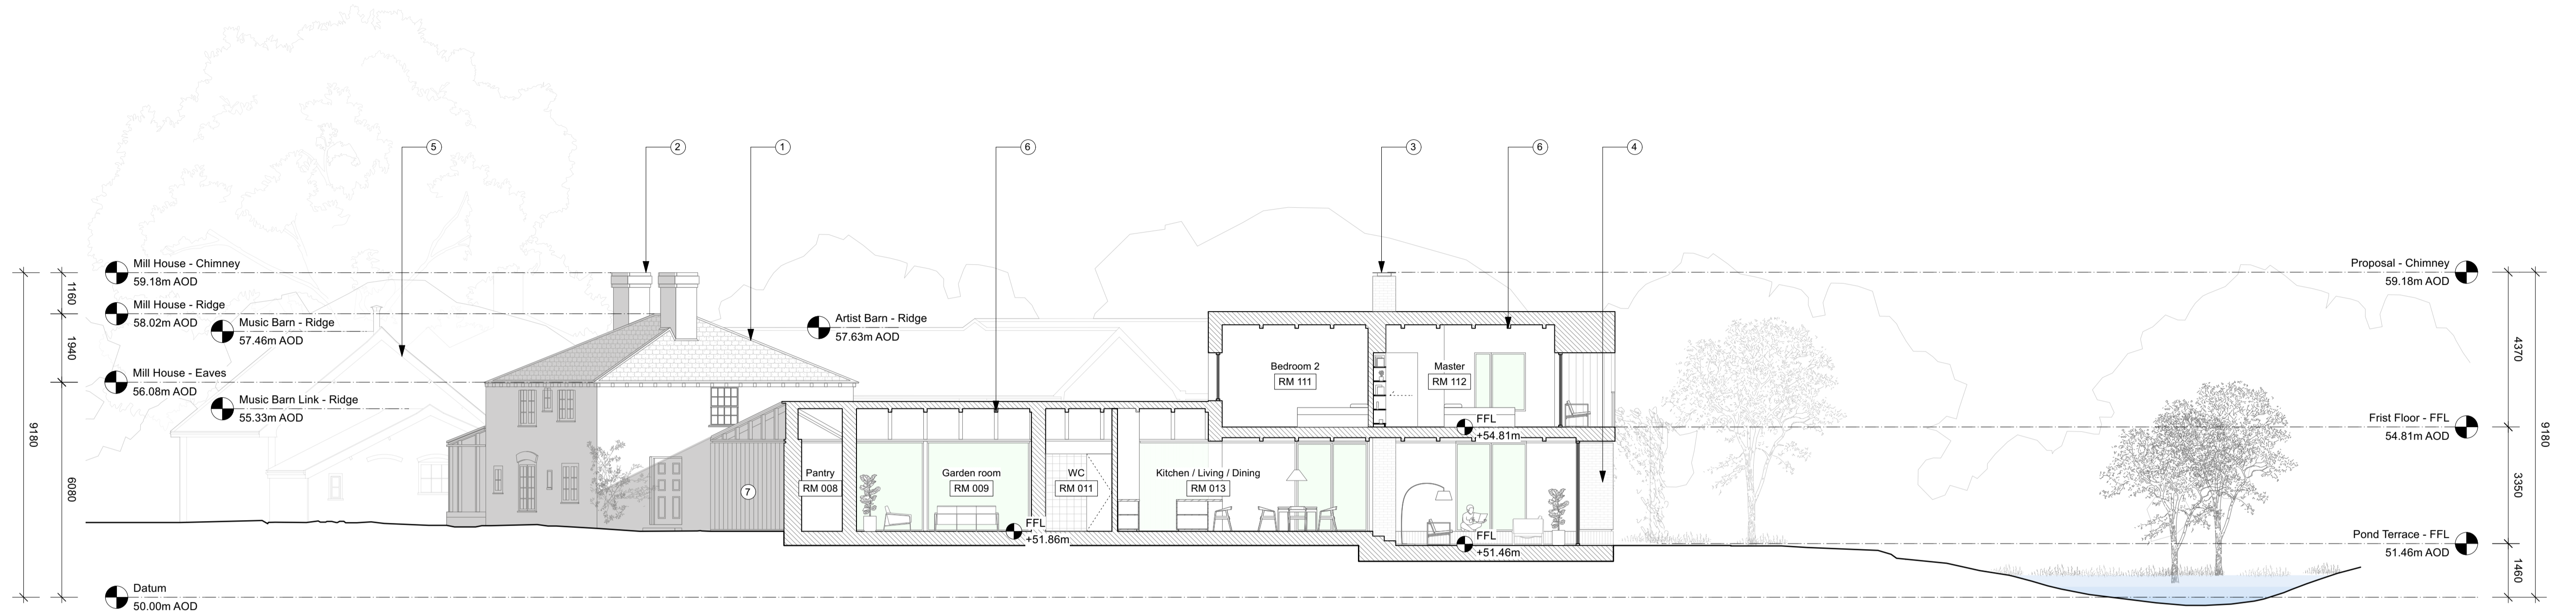 5
2
1
6
3
6
4
Mill House - Chimney
59.18m AOD
Proposal - Chimney
59.18m AOD
1160
Mill House - Ridge
58.02m AOD
Music Barn - Ridge
57.46m AOD
Artist Barn - Ridge
57.63m AOD
1940
4370
Mill House - Eaves
56.08m AOD
Bedroom 2
RM 111
Master
RM 112
Music Barn Link - Ridge
55.33m AOD
FFL
+54.81m
Frist Floor - FFL
54.81m AOD
9180
9180
6080
3350
Pantry
RM 008
Garden room
RM 009
WC
RM 011
Kitchen / Living / Dining
RM 013
7
FFL
+51.86m
FFL
+51.46m
Pond Terrace - FFL
51.46m AOD
1460
Datum
50.00m AOD